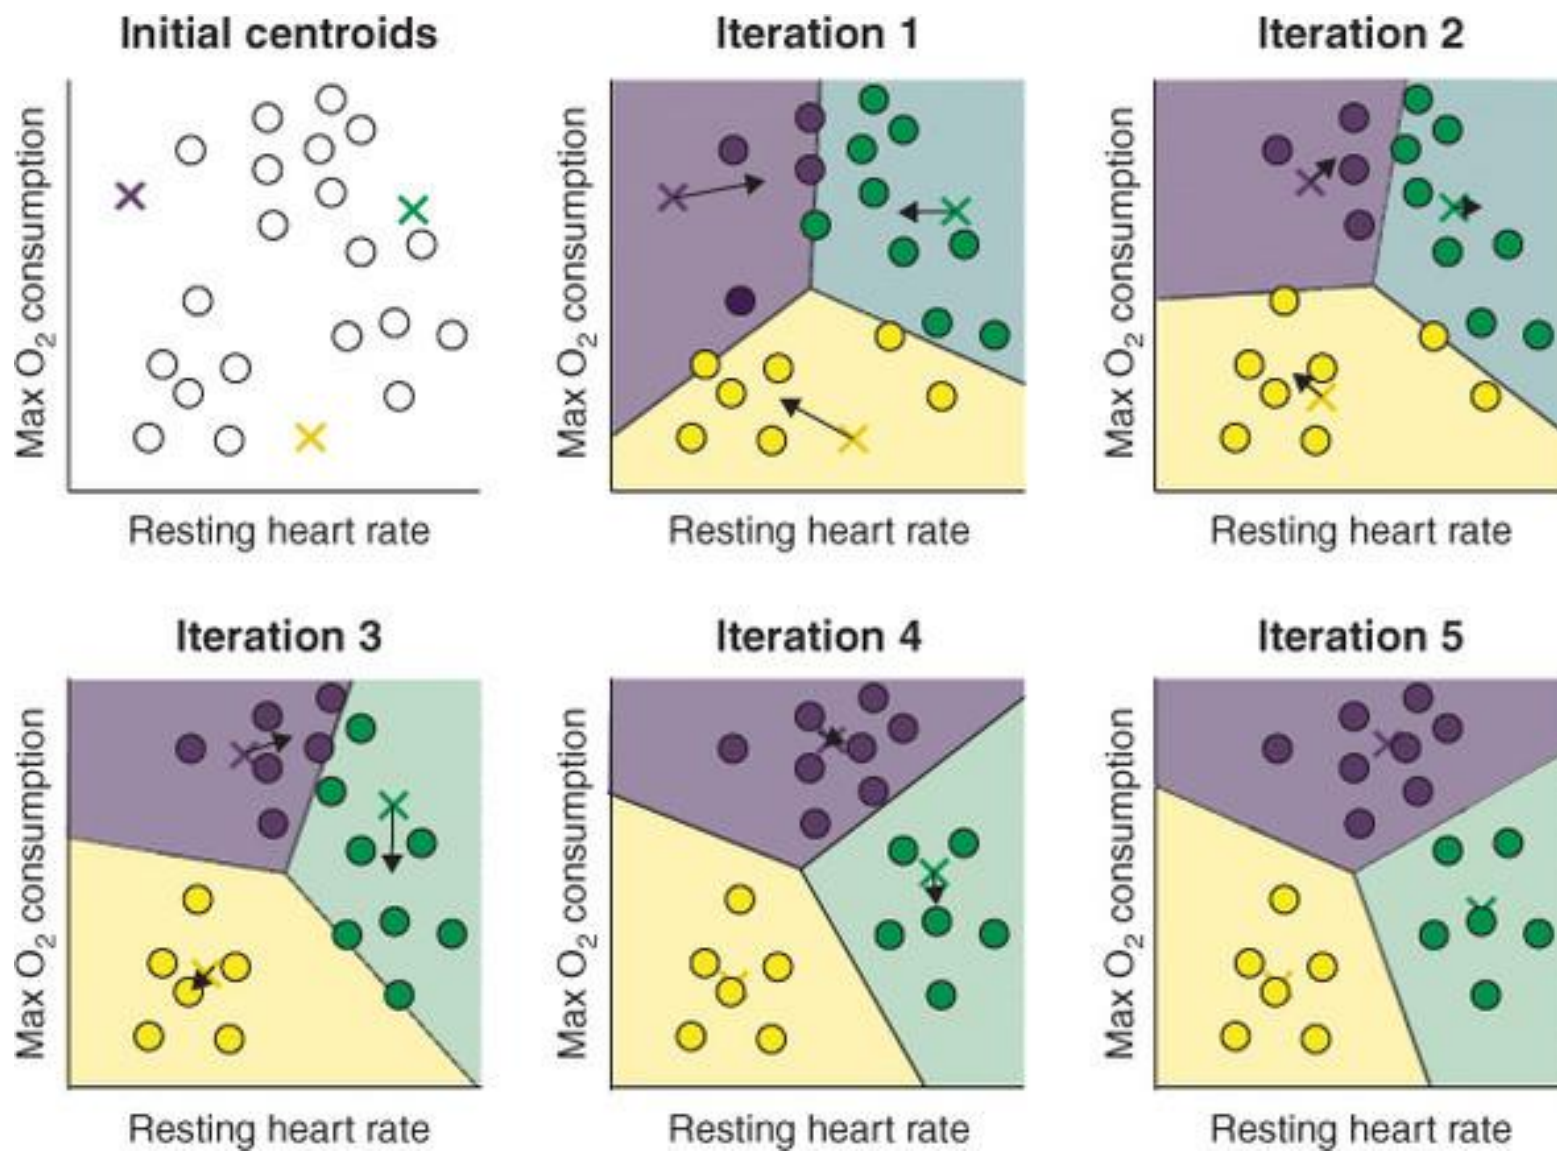 Initial centroids
Max O₂ consumption
Resting heart rate
Iteration 1
Max O₂ consumption
Resting heart rate
Iteration 2
Max O₂ consumption
Resting heart rate
Iteration 3
Max O₂ consumption
Resting heart rate
Iteration 4
Max O₂ consumption
Resting heart rate
Iteration 5
Max O₂ consumption
Resting heart rate